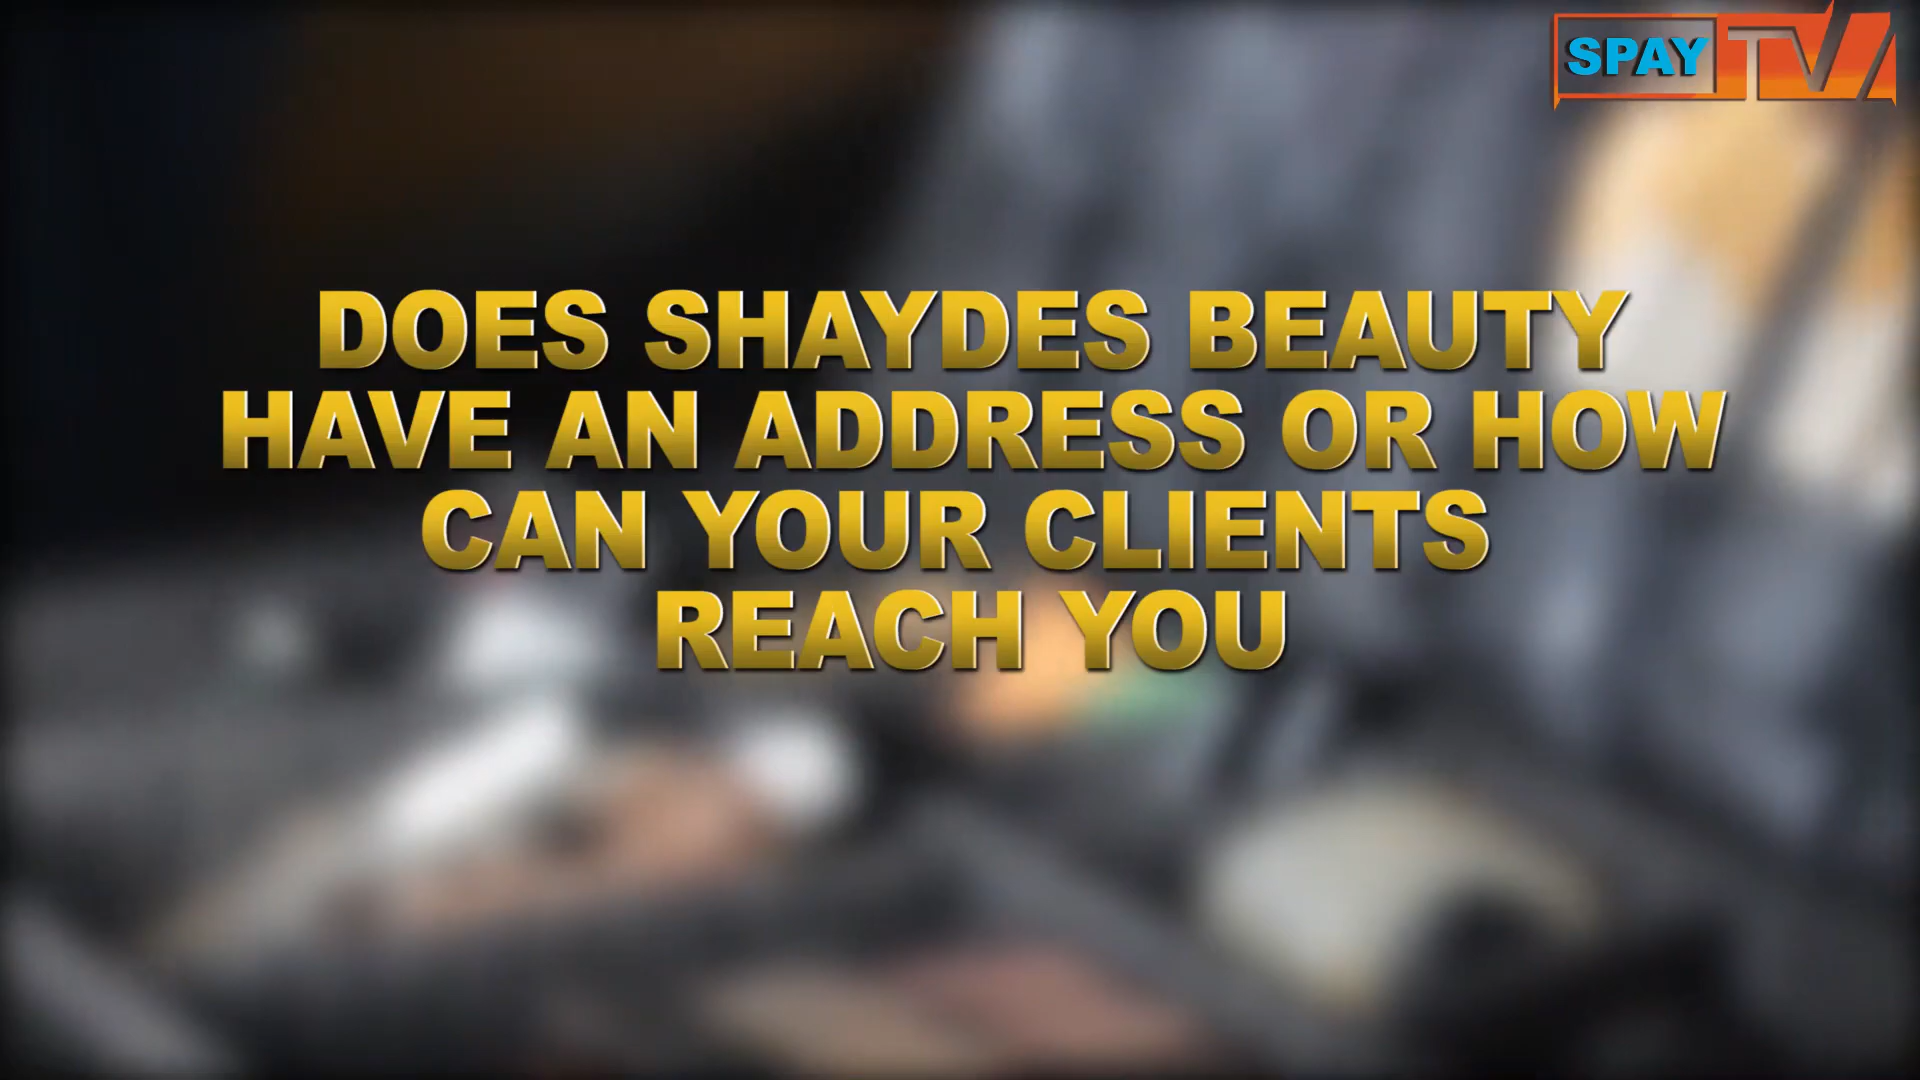 SPAY TV
DOES SHAYDES BEAUTY
HAVE AN ADDRESS OR HOW
CAN YOUR CLIENTS
REACH YOU